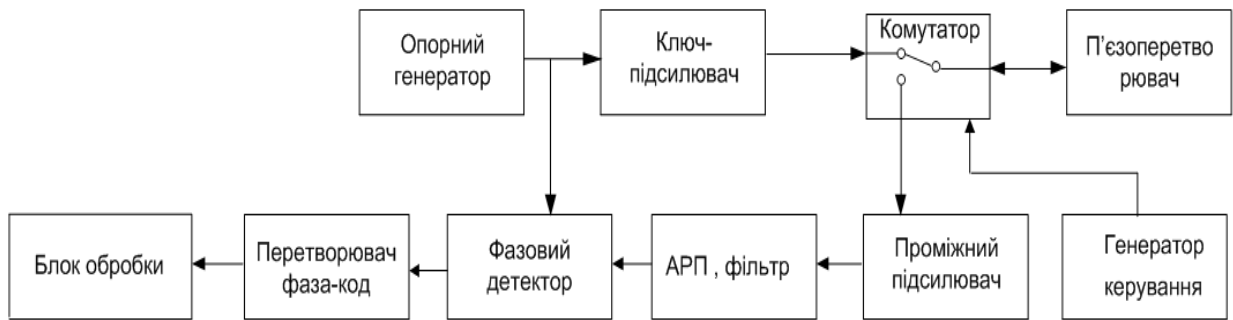 Опорний
генератор
Ключ-
підсилювач
Комутатор
П’єзоперетво
рювач
Блок обробки
Перетворювач
фаза-код
Фазовий
детектор
АРП , фільтр
Проміжний
підсилювач
Генератор
керування